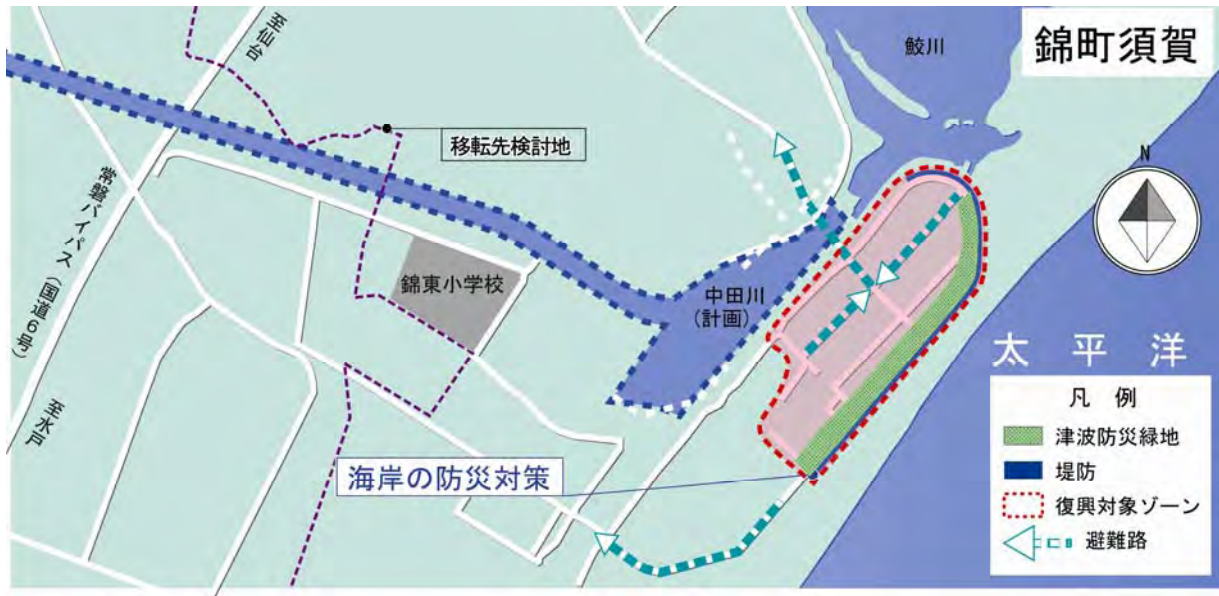 錦町須賀
鮫川
至仙台
移転先検討地
N
常磐バイパス(国道6号)
錦東小学校
中田川
(計画)
太平洋
至水戸
海岸の防災対策
凡例
津波防災緑地
堤防
復興対象ゾーン
避難路